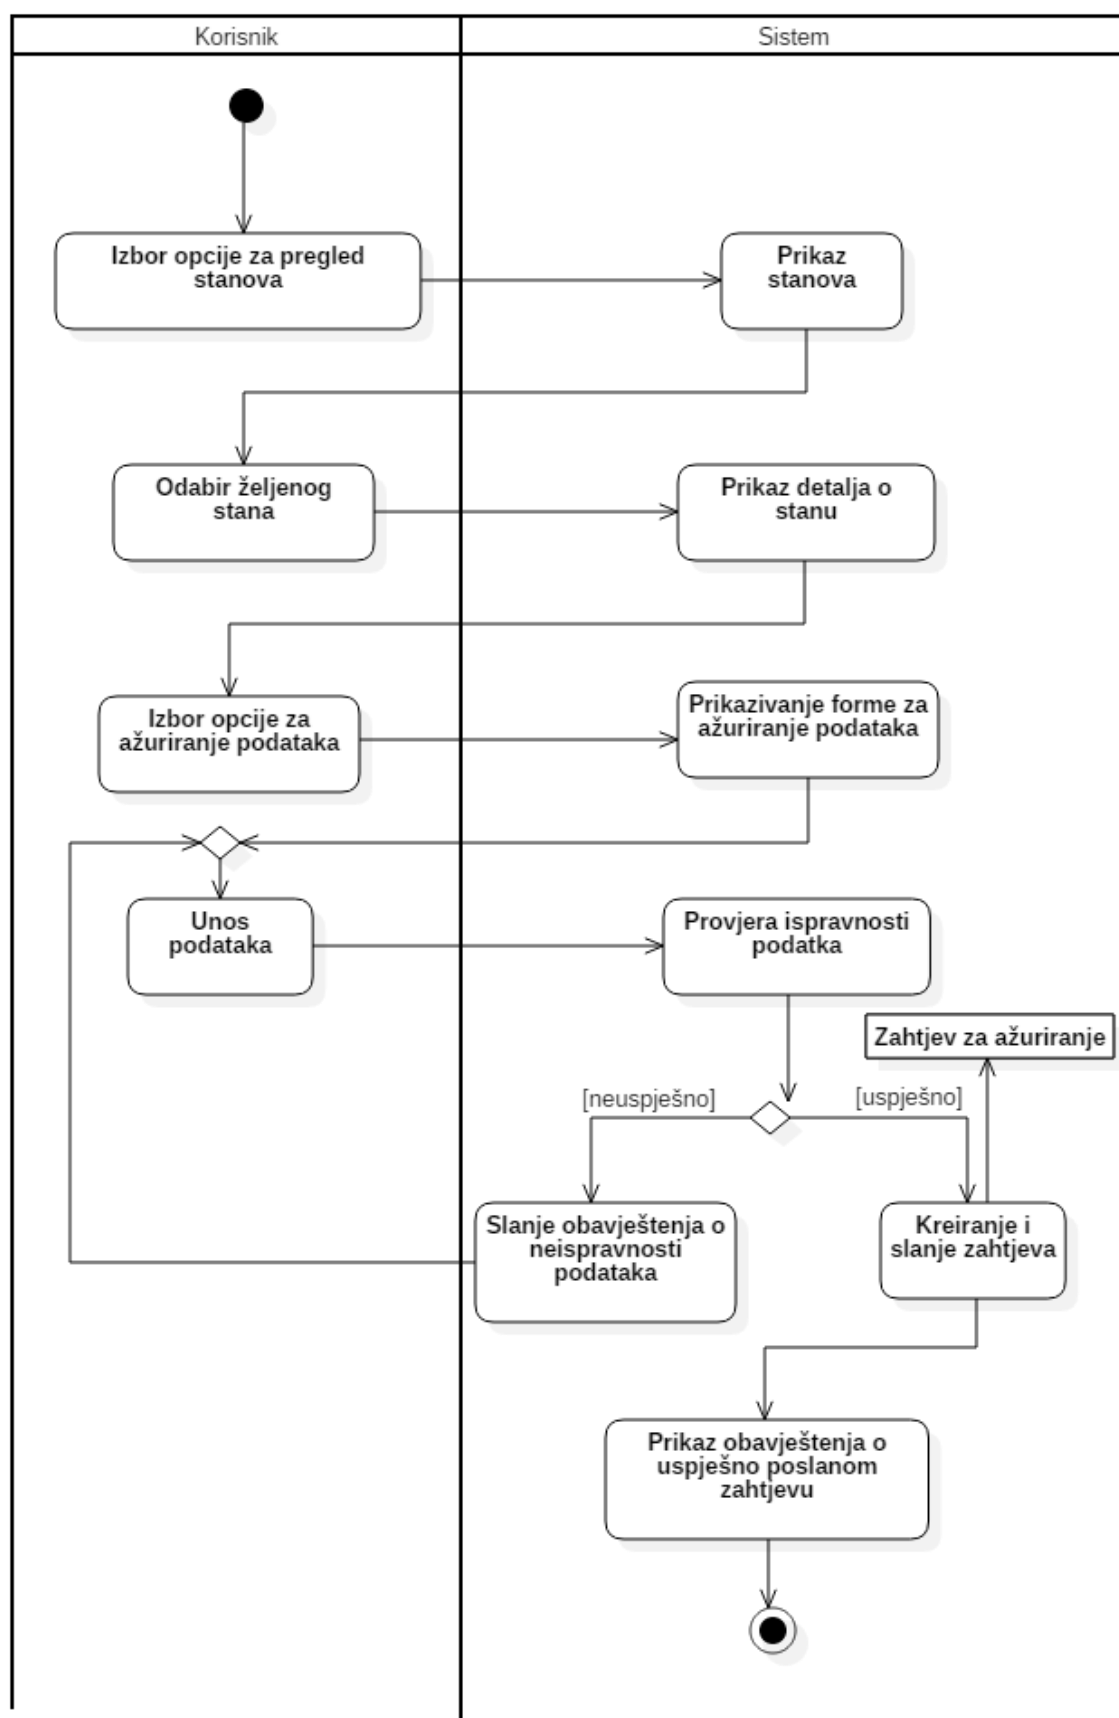 Korisnik
Sistem
Izbor opcije za pregled
stanova
Prikaz
stanova
Odabir željenog
stana
Prikaz detalja o
stanu
Izbor opcije za
ažuriranje podataka
Prikazivanje forme za
ažuriranje podataka
Unos
podataka
Provjera ispravnosti
podatka
Zahtjev za ažuriranje
[neuspješno]
[uspješno]
Slanje obavještenja o
neispravnosti
podataka
Kreiranje i
slanje zahtjeva
Prikaz obavještenja o
uspješno poslanom
zahtjevu